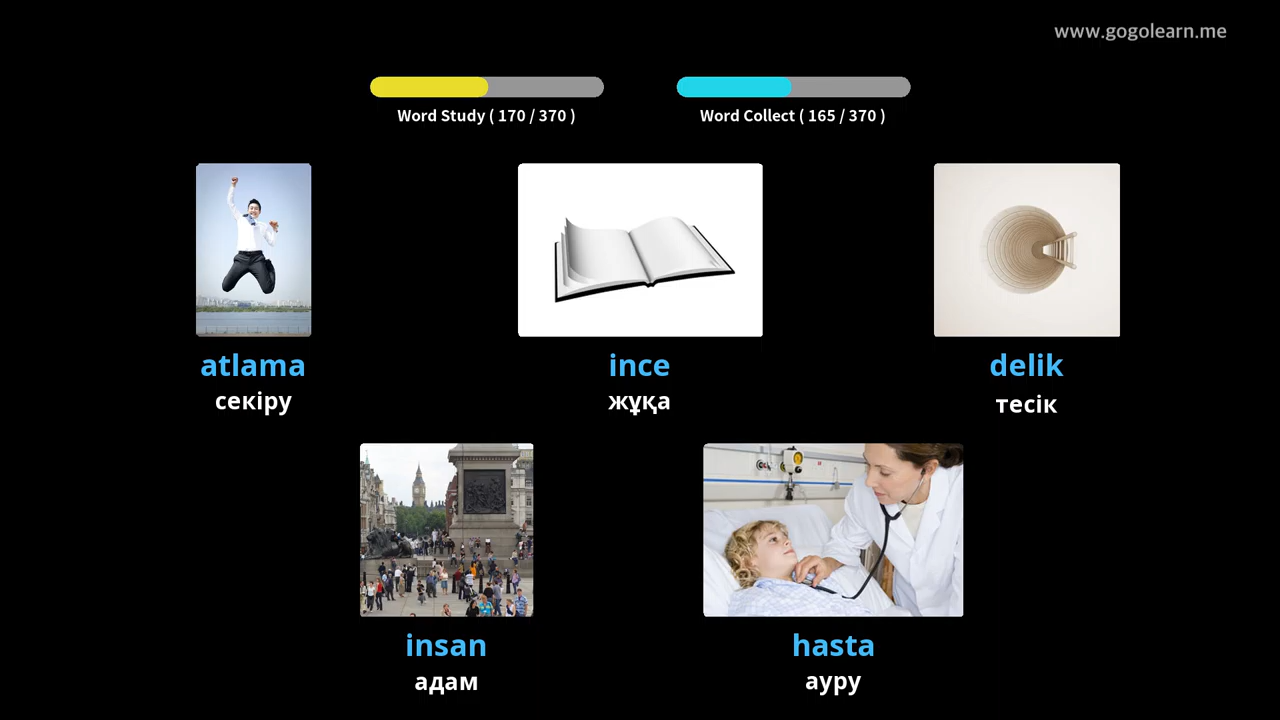 www.gogolearn.me
Word Study ( 170 / 370 )
Word Collect ( 165 / 370 )
atlama
секіру
ince
жұқа
delik
тесік
insan
адам
hasta
ауру